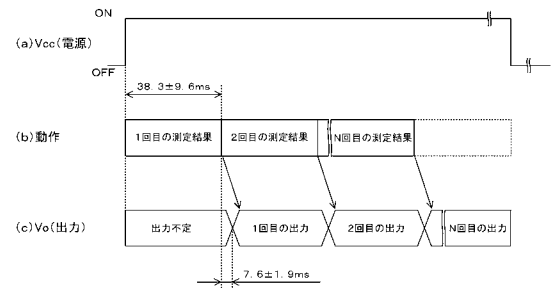 ON
(a)Vcc(電源)
OFF
38. 3±9. 6ms
(b)動作
1回目の測定結果
2回目の測定結果
N回目の測定結果
(c)Vo(出力)
出力不定
1回目の出力
2回目の出力
N回目の出力
7. 6±1. 9ms